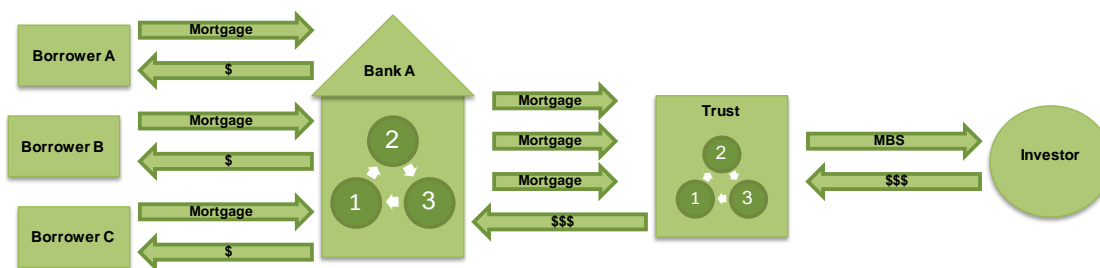 Borrower A
Mortgage
$
Borrower B
Mortgage
$
Borrower C
Mortgage
$
Bank A
2
1
3
Mortgage
Mortgage
Mortgage
$$$
Trust
2
1
3
MBS
$$$
Investor